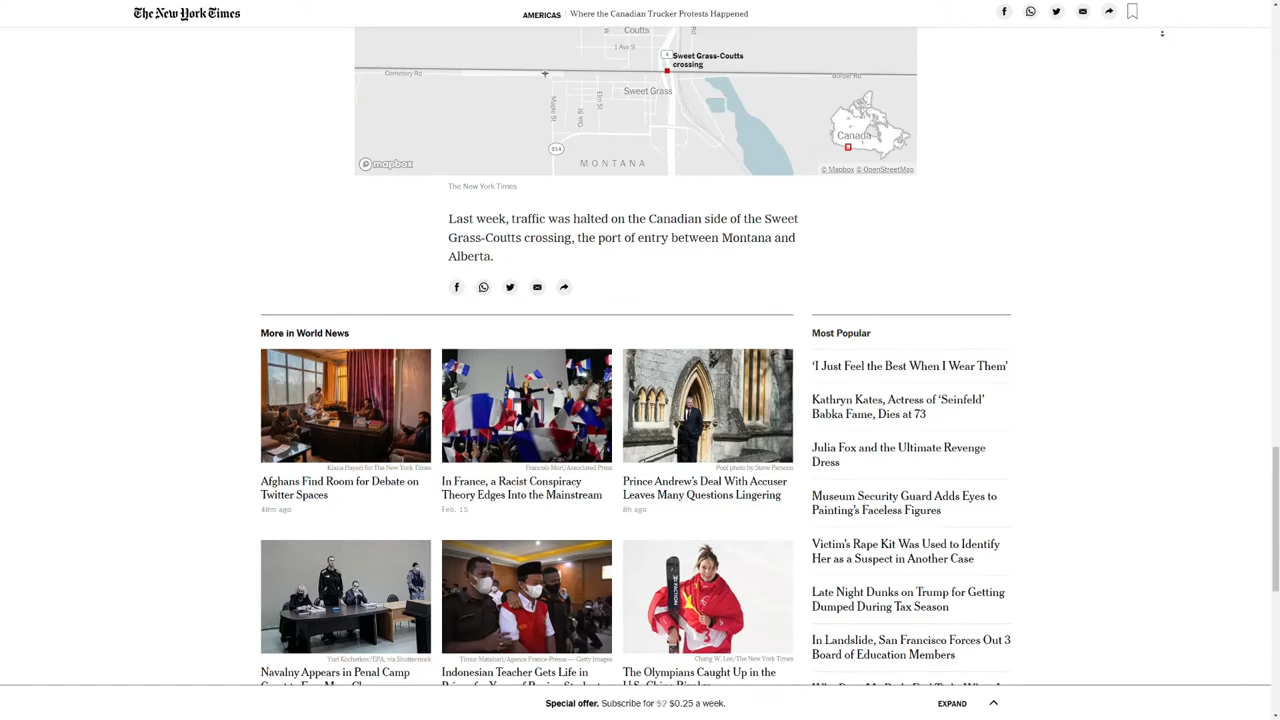 The New York Times
AMERICAS | Where the Canadian Trucker Protests Happened
Coutts
Rd
1 Ave S
4
Sweet Grass-Coutts
crossing
Cemetary Rd
Border Rd
Sweet Grass
Maple St
Oak St
Elm St
214
MONTANA
Canada
mapbox
© Mapbox © OpenStreetMap
The New York Times
Last week, traffic was halted on the Canadian side of the Sweet
Grass-Coutts crossing, the port of entry between Montana and
Alberta.
More in World News
Kiana Hayeri for The New York Times
Afghans Find Room for Debate on
Twitter Spaces
48m ago
Francois Mori/Associated Press
In France, a Racist Conspiracy
Theory Edges Into the Mainstream
Feb. 15
Pool photo by Steve Parsons
Prince Andrew's Deal With Accuser
Leaves Many Questions Lingering
8h ago
Yuri Kochetkov/EPA, via Shutterstock
Navalny Appears in Penal Camp
Timur Matahari/Agence France-Presse — Getty Images
Indonesian Teacher Gets Life in
FACTION
Chang W. Lee/The New York Times
The Olympians Caught Up in the
Most Popular
‘I Just Feel the Best When I Wear Them’
Kathryn Kates, Actress of ‘Seinfeld’
Babka Fame, Dies at 73
Julia Fox and the Ultimate Revenge
Dress
Museum Security Guard Adds Eyes to
Painting’s Faceless Figures
Victim’s Rape Kit Was Used to Identify
Her as a Suspect in Another Case
Late Night Dunks on Trump for Getting
Dumped During Tax Season
In Landslide, San Francisco Forces Out 3
Board of Education Members
Special offer. Subscribe for $2 $0.25 a week.
EXPAND